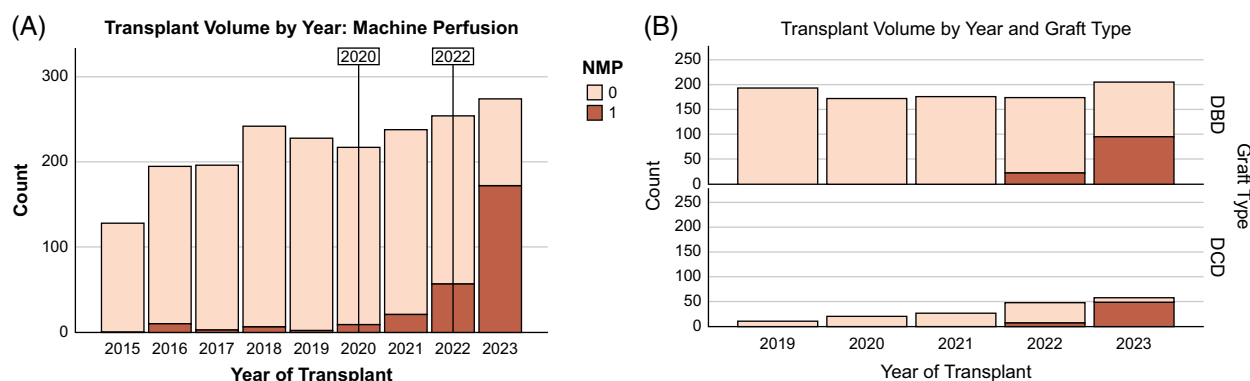 (A)
Transplant Volume by Year: Machine Perfusion
2020
2022
300
200
100
0
Count
2015 2016 2017 2018 2019 2020 2021 2022 2023
Year of Transplant
NMP
0
1
(B)
Transplant Volume by Year and Graft Type
250
200
150
100
50
0
DBD
250
200
150
100
50
0
DCD
Count
Graft Type
2019 2020 2021 2022 2023
Year of Transplant